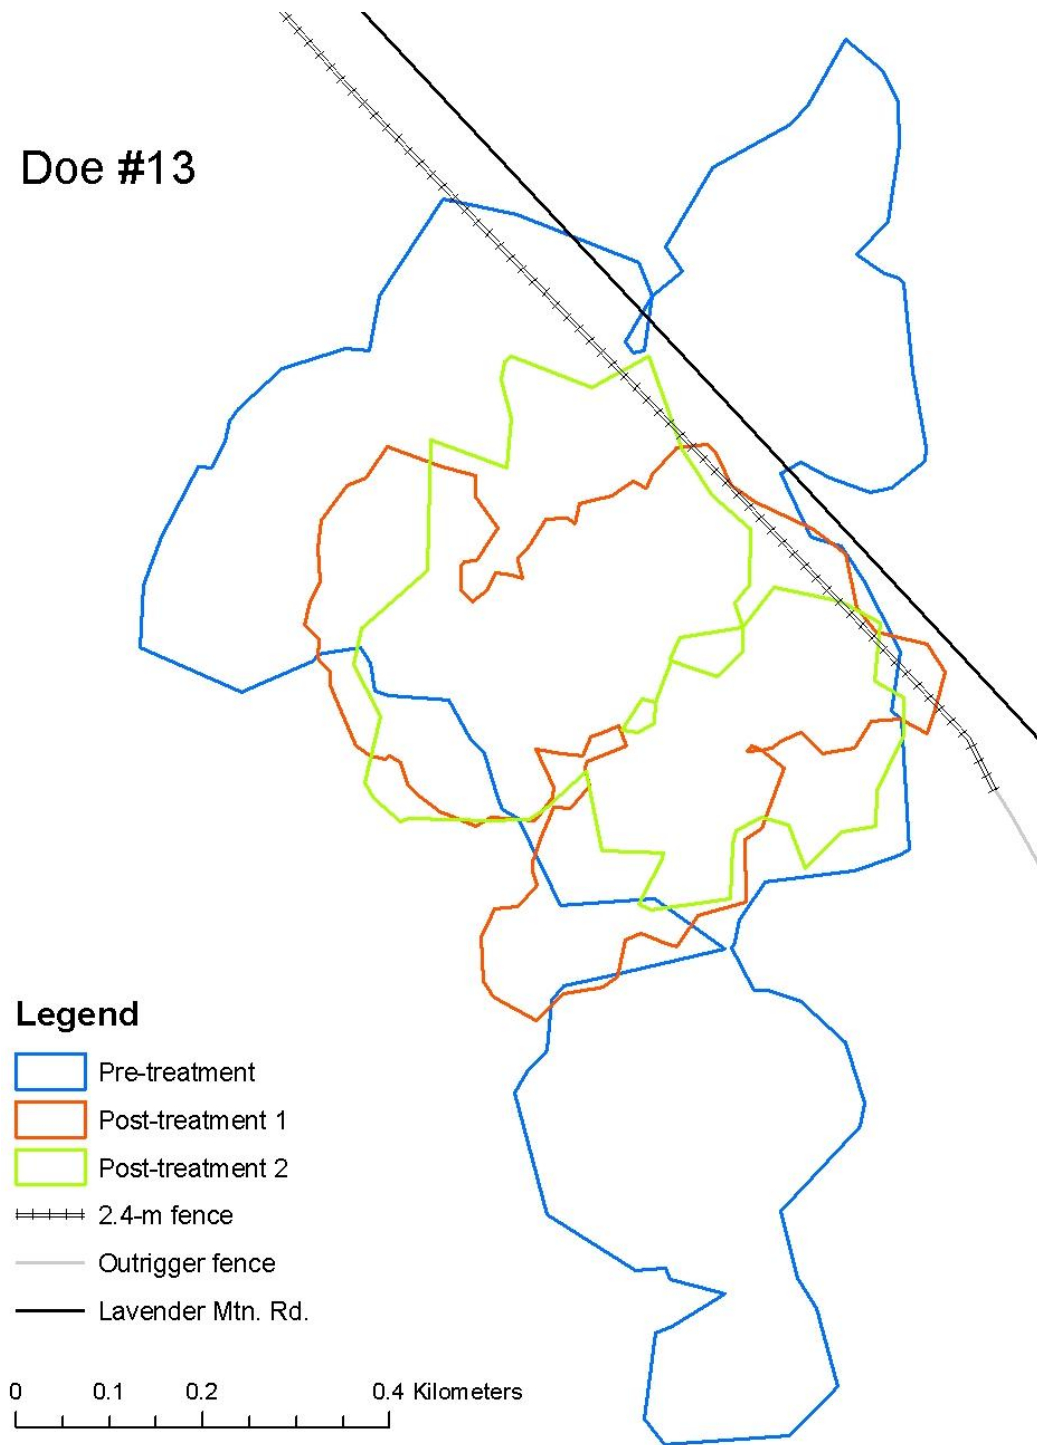 Doe #13
Legend
Pre-treatment
Post-treatment 1
Post-treatment 2
2.4-m fence
Outrigger fence
Lavender Mtn. Rd.
0 0.1 0.2 0.4 Kilometers